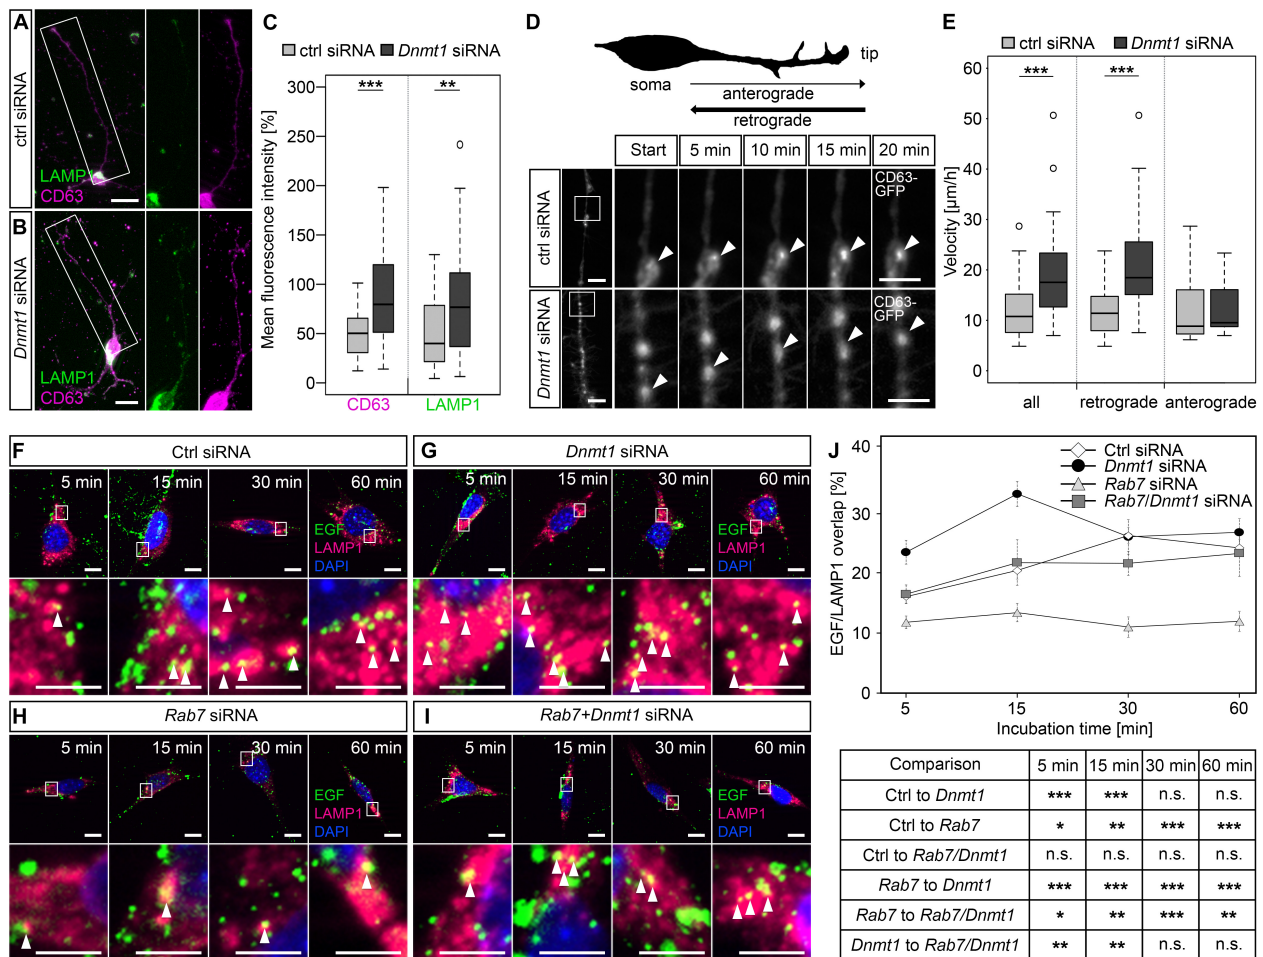 A
ctrl siRNA
LAMP1
CD63
B
Dnmt1 siRNA
LAMP1
CD63
C
ctrl siRNA Dnmt1 siRNA
Mean fluorescence intensity [%]
300
250
200
150
100
50
0
*** **
CD63 LAMP1
D
soma tip
anterograde
retrograde
Start 5 min 10 min 15 min 20 min
ctrl siRNA
CD63-
GFP
Dnmt1 siRNA
CD63-
GFP
E
ctrl siRNA Dnmt1 siRNA
Velocity [µm/h]
60
50
40
30
20
10
0
*** ***
all retrograde anterograde
F Ctrl siRNA
5 min 15 min 30 min 60 min
EGF
LAMP1
DAPI
G Dnmt1 siRNA
5 min 15 min 30 min 60 min
EGF
LAMP1
DAPI
H Rab7 siRNA
5 min 15 min 30 min 60 min
EGF
LAMP1
DAPI
I Rab7+Dnmt1 siRNA
5 min 15 min 30 min 60 min
EGF
LAMP1
DAPI
J
Ctrl siRNA
Dnmt1 siRNA
Rab7 siRNA
Rab7/Dnmt1 siRNA
EGF/LAMP1 overlap [%]
40
30
20
10
0
5 15 30 60
Incubation time [min]
Comparison 5 min 15 min 30 min 60 min
Ctrl to Dnmt1 *** *** n.s. n.s.
Ctrl to Rab7 * ** *** ***
Ctrl to Rab7/Dnmt1 n.s. n.s. n.s. n.s.
Rab7 to Dnmt1 *** *** *** ***
Rab7 to Rab7/Dnmt1 * ** *** **
Dnmt1 to Rab7/Dnmt1 ** ** n.s. n.s.